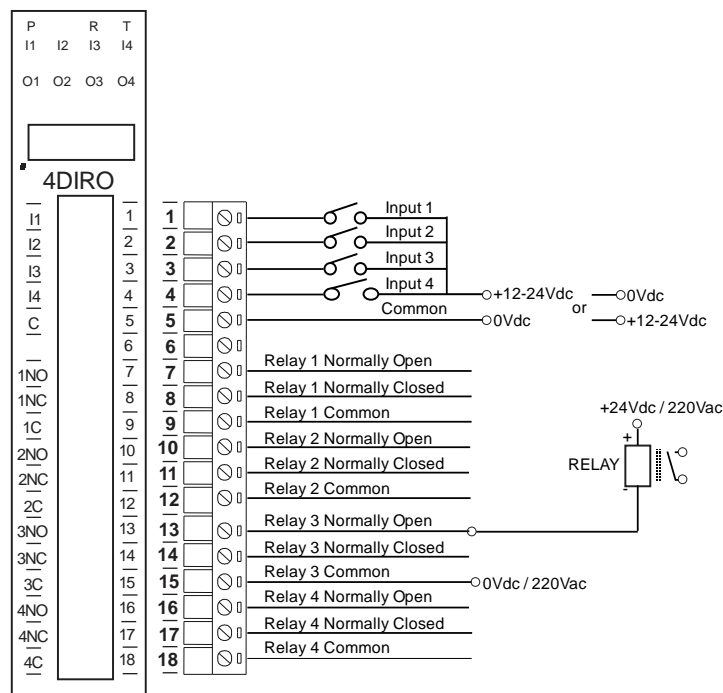 P R T
I1 I2 I3 I4
O1 O2 O3 O4
4DIRO
I1 1
I2 2
I3 3
I4 4
C 5
6
1NO 7
1NC 8
1C 9
2NO 10
2NC 11
2C 12
3NO 13
3NC 14
3C 15
4NO 16
4NC 17
4C 18
1 Input 1
2 Input 2
3 Input 3
4 Input 4 +12-24Vdc or 0Vdc
5 Common 0Vdc +12-24Vdc
6
7 Relay 1 Normally Open
8 Relay 1 Normally Closed
9 Relay 1 Common
10 Relay 2 Normally Open
11 Relay 2 Normally Closed
12 Relay 2 Common
13 Relay 3 Normally Open
14 Relay 3 Normally Closed
15 Relay 3 Common 0Vdc / 220Vac
16 Relay 4 Normally Open
17 Relay 4 Normally Closed
18 Relay 4 Common
+24Vdc / 220Vac
+
RELAY
-